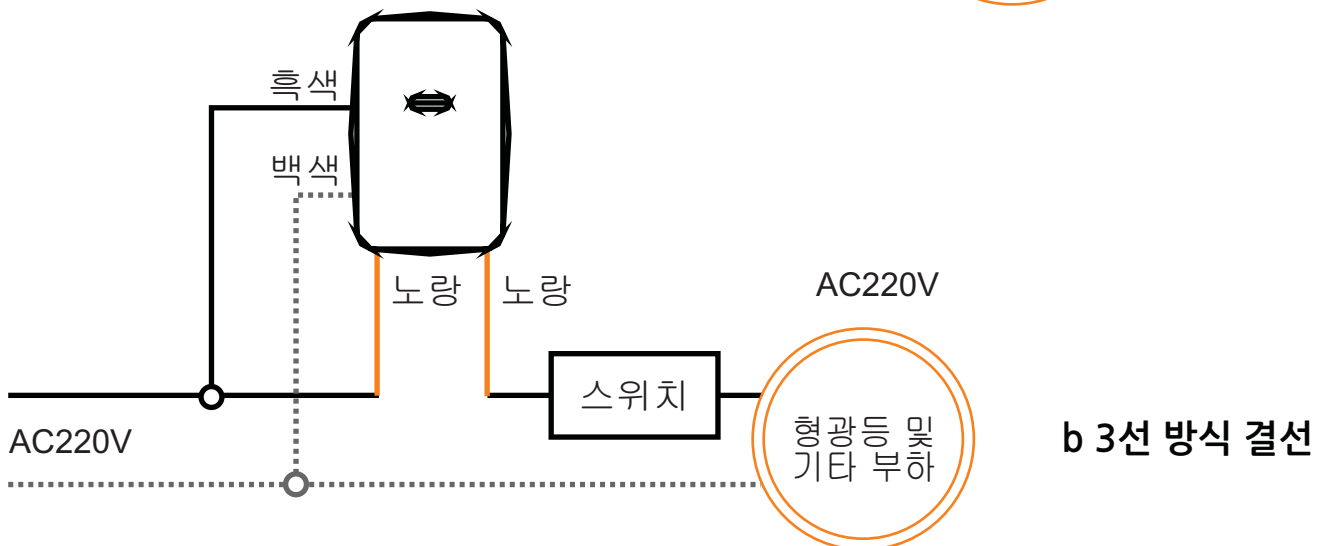 흑색
백색
노랑 노랑
AC220V
스위치
AC220V
형광등 및
기타 부하
b 3선 방식 결선